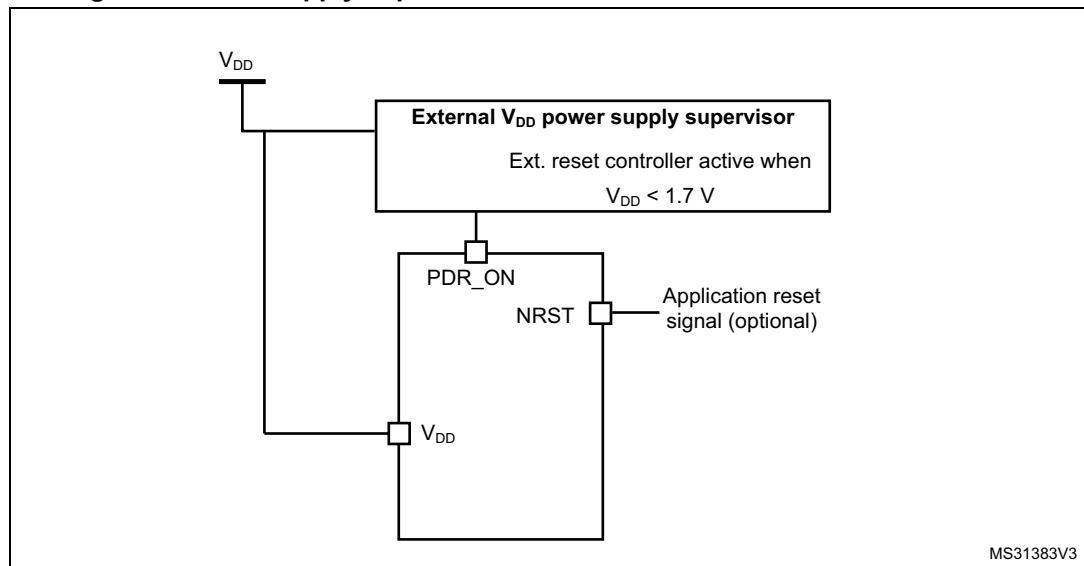 VDD
External VDD power supply supervisor
Ext. reset controller active when
VDD < 1.7 V
PDR_ON
NRST
Application reset
signal (optional)
VDD
MS31383V3